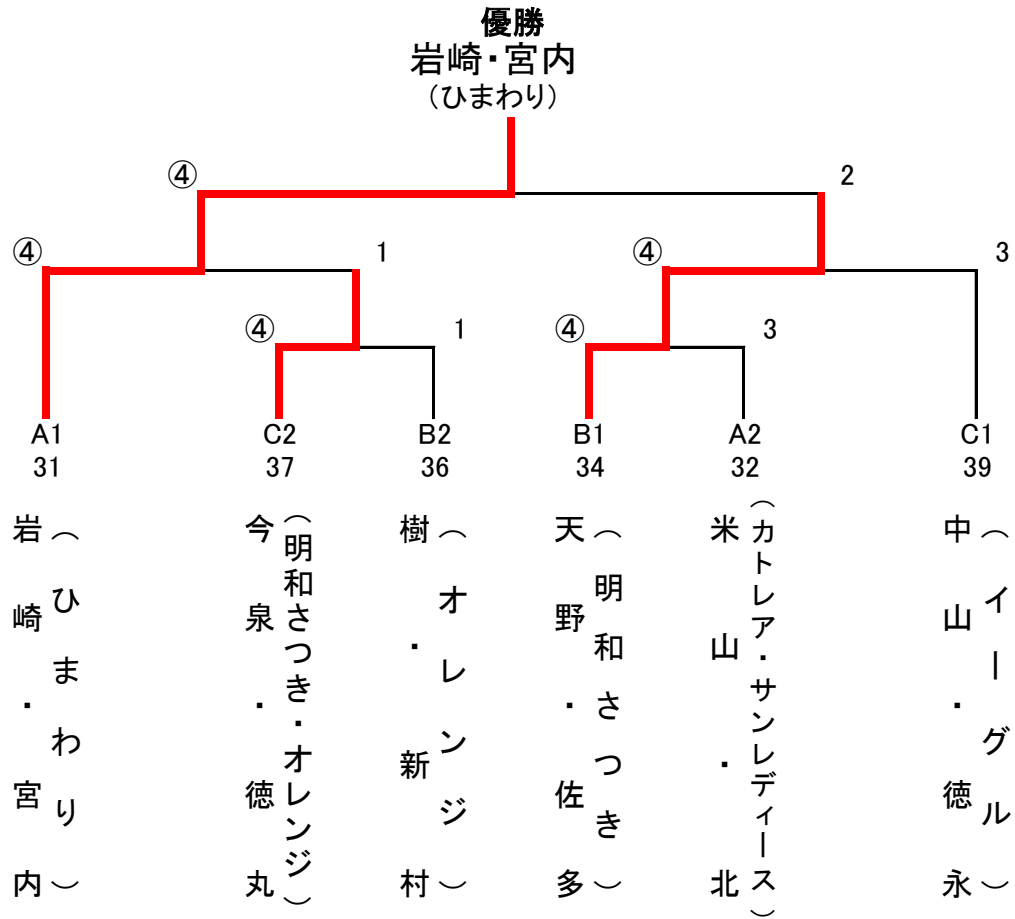 優勝
岩崎・宮内
（ひまわり）
④ 2
④ 1 ④ 3
④ 1 ④ 3
A1 C2 B2 B1 A2 C1
31 37 36 34 32 39
岩崎・宮内
（ひまわり）
今泉・徳丸
（明和さつき・オレンジ）
樹・新村
（オレンジ）
天野・佐多
（明和さつき）
米山・北
（カトレア・サンレディース）
中山・徳永
（イーグル）